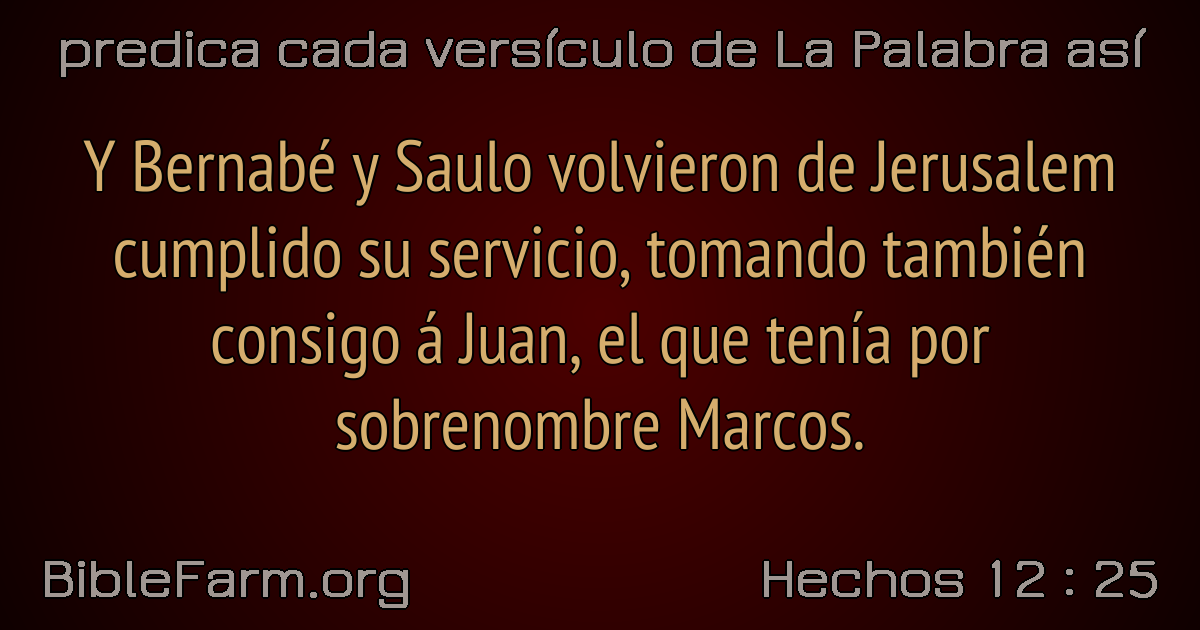 predica cada versículo de La Palabra así
Y Bernabé y Saulo volvieron de Jerusalem
cumplido su servicio, tomando también
consigo á Juan, el que tenía por
sobrenombre Marcos.
BibleFarm.org
Hechos 12 : 25